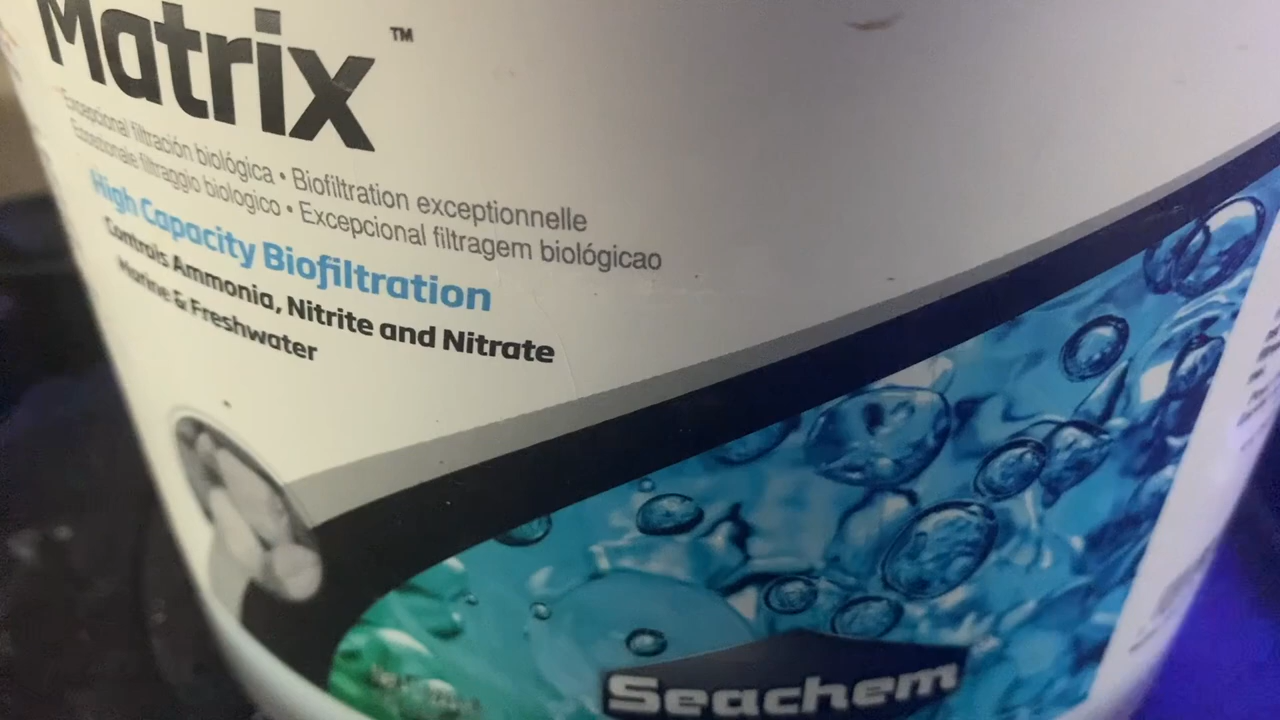 Matrix™
Excepcional filtración biológica • Biofiltration exceptionnelle
Eccezionale filtraggio biologico • Excepcional filtragem biológicao
High Capacity Biofiltration
Controls Ammonia, Nitrite and Nitrate
Marine & Freshwater
Seachem